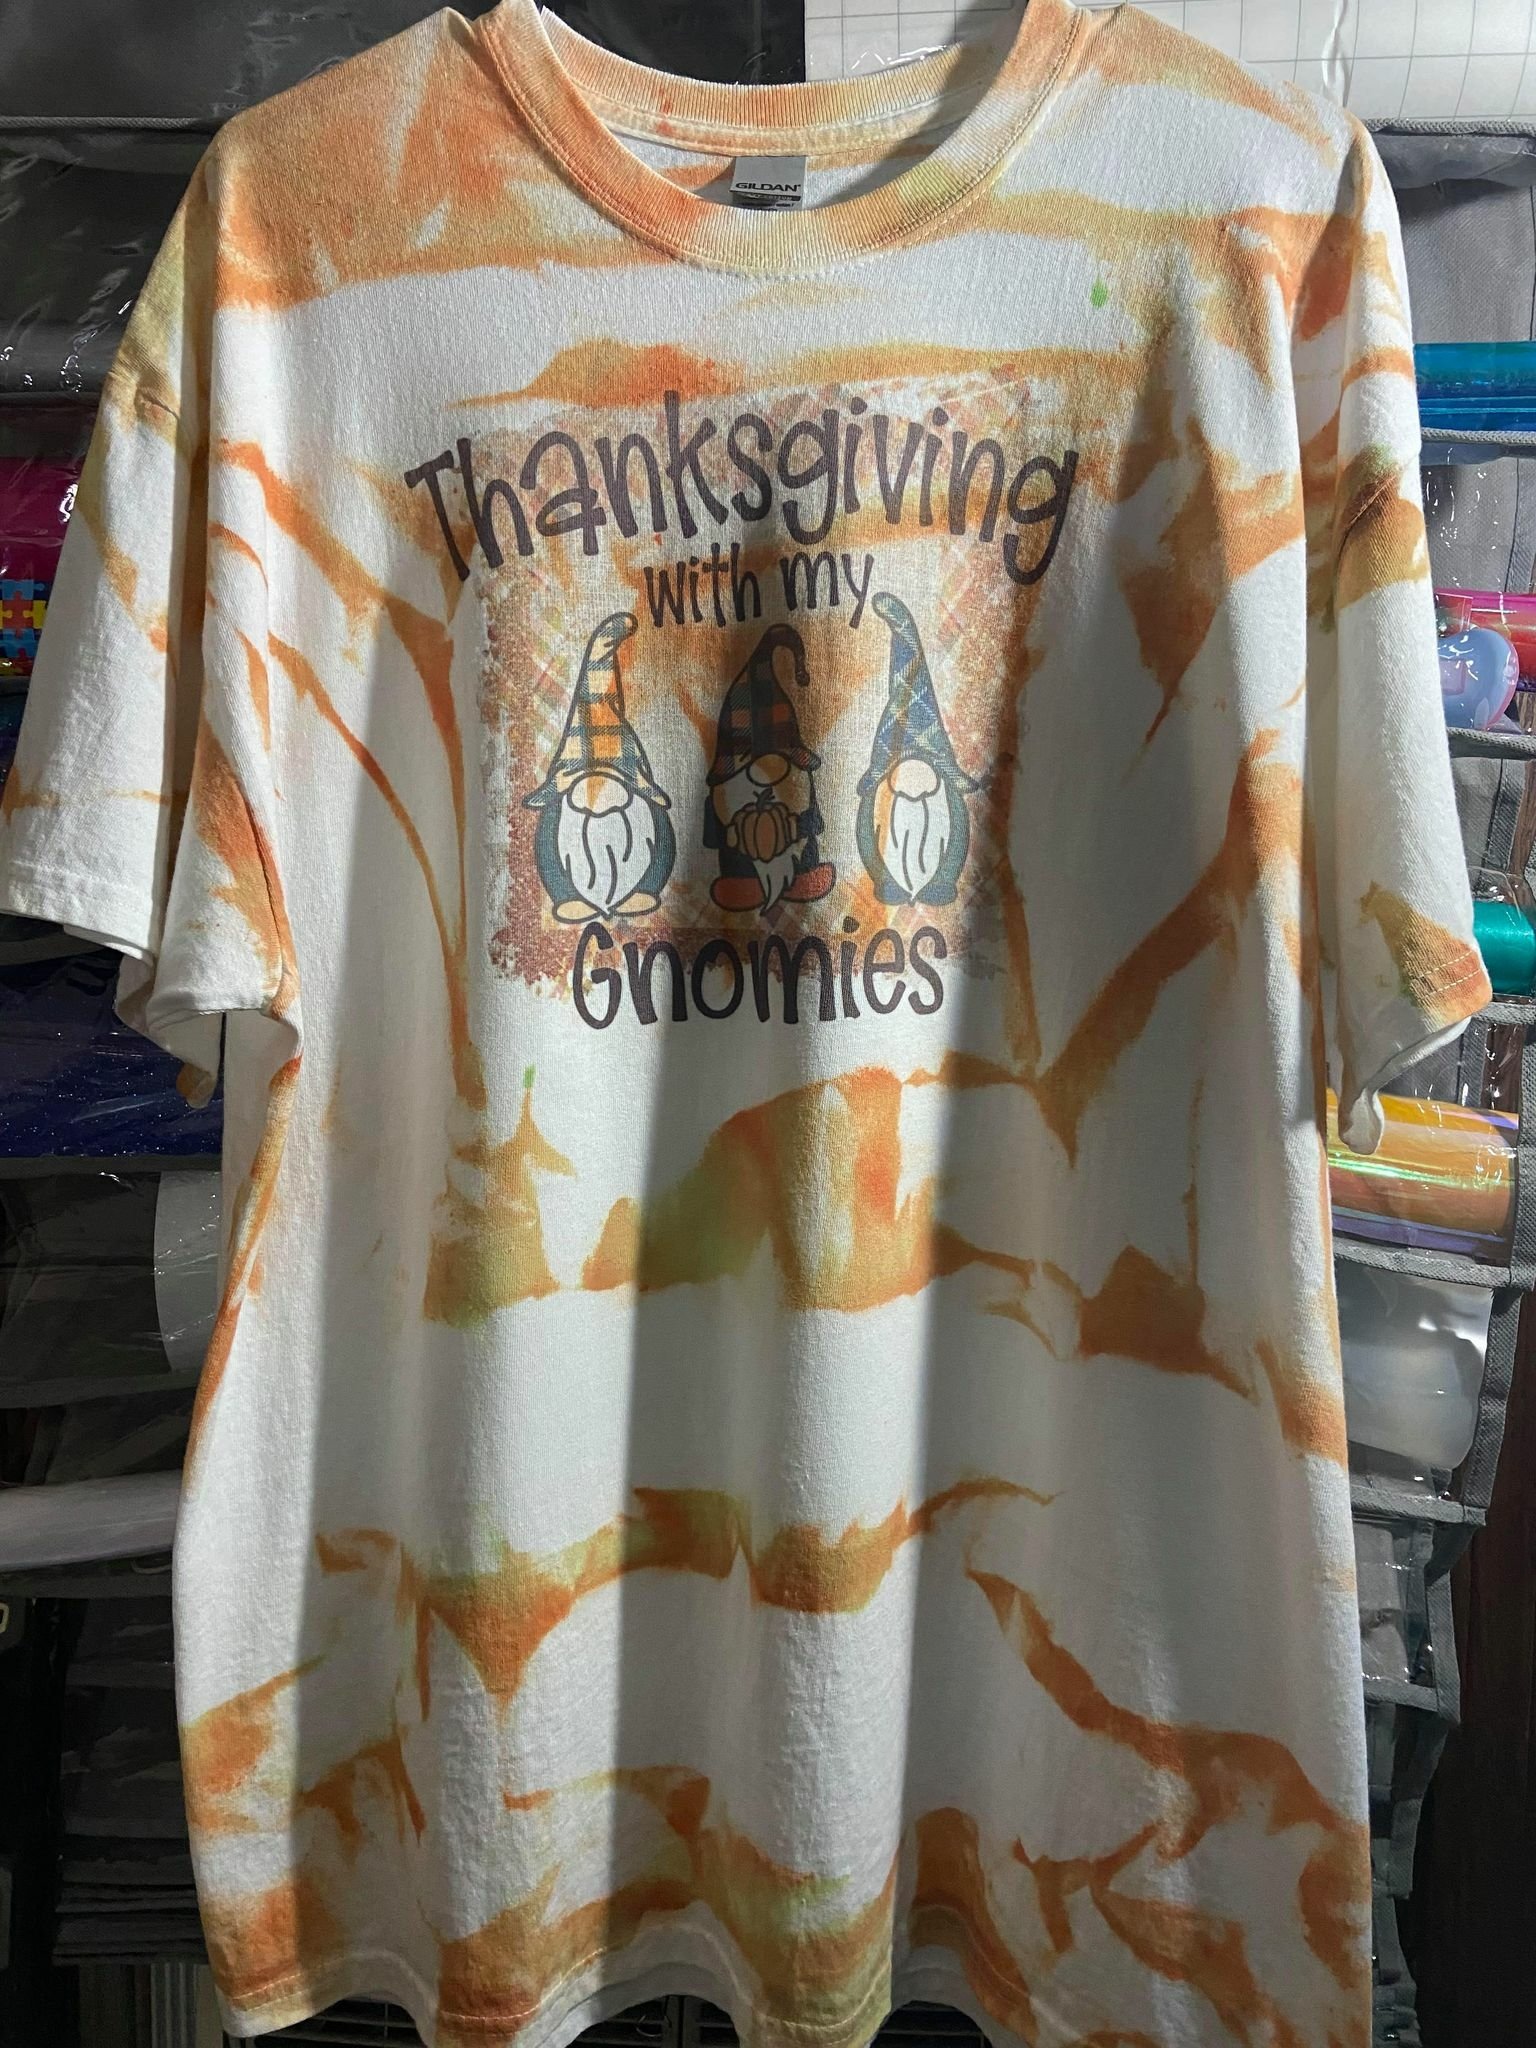 GILDAN
Thanksgiving
with my
Gnomies